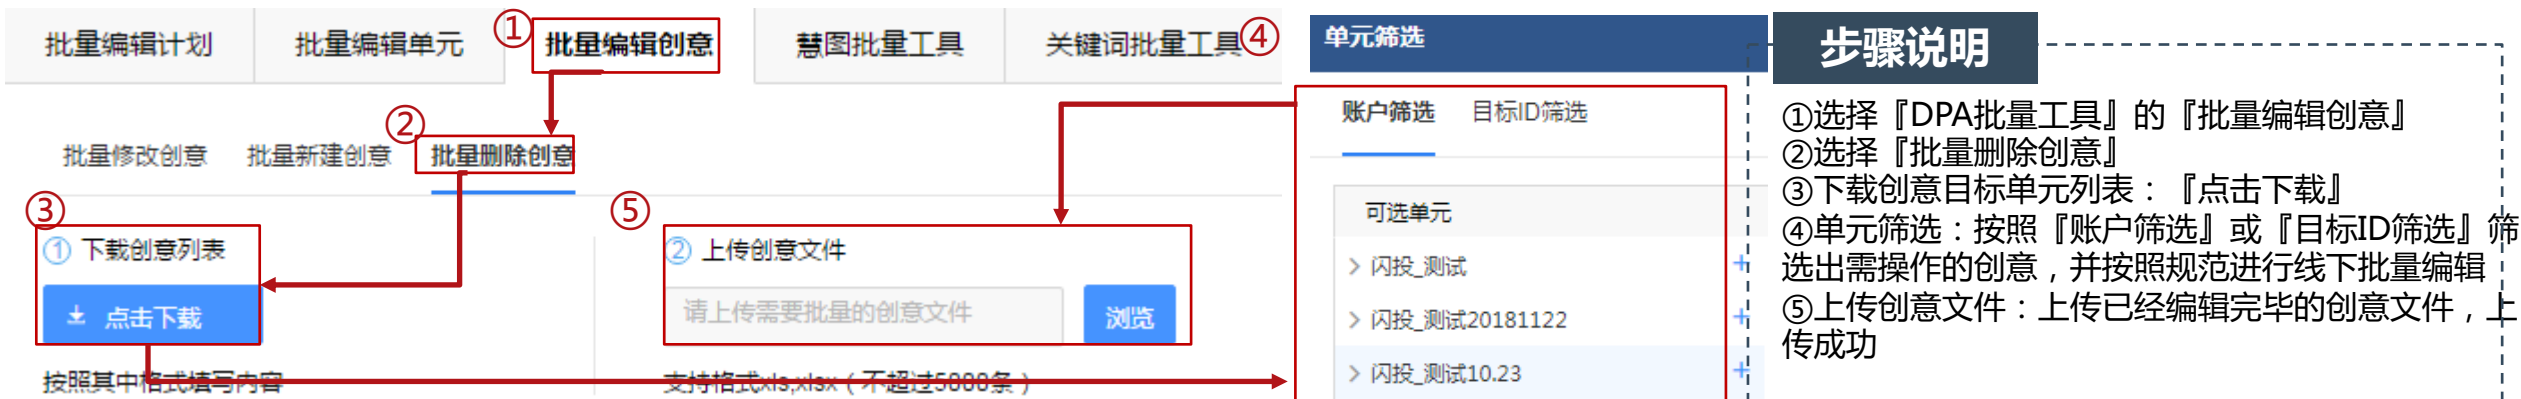 批量编辑计划
批量编辑单元
①
批量编辑创意
慧图批量工具
关键词批量工具
④
②
批量修改创意
批量新建创意
批量删除创意
③
① 下载创意列表
点击下载
按照其中格式填写内容
⑤
② 上传创意文件
请上传需要批量的创意文件
浏览
支持格式xls,xlsx（不超过5000条）
单元筛选
账户筛选
目标ID筛选
可选单元
> 闪投_测试 +
> 闪投_测试20181122 +
> 闪投_测试10.23 +
步骤说明
①选择『DPA批量工具』的『批量编辑创意』
②选择『批量删除创意』
③下载创意目标单元列表：『点击下载』
④单元筛选：按照『账户筛选』或『目标ID筛选』筛
选出需操作的创意，并按照规范进行线下批量编辑
⑤上传创意文件：上传已经编辑完毕的创意文件，上
传成功